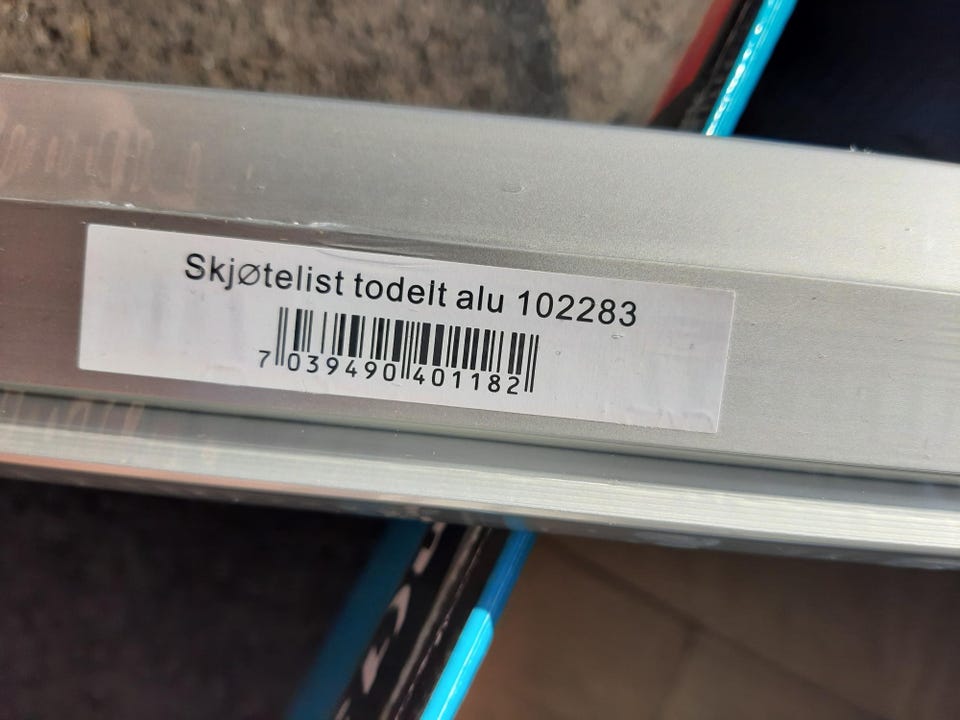 Skjøtelist todelt alu 102283
7 039490 401182